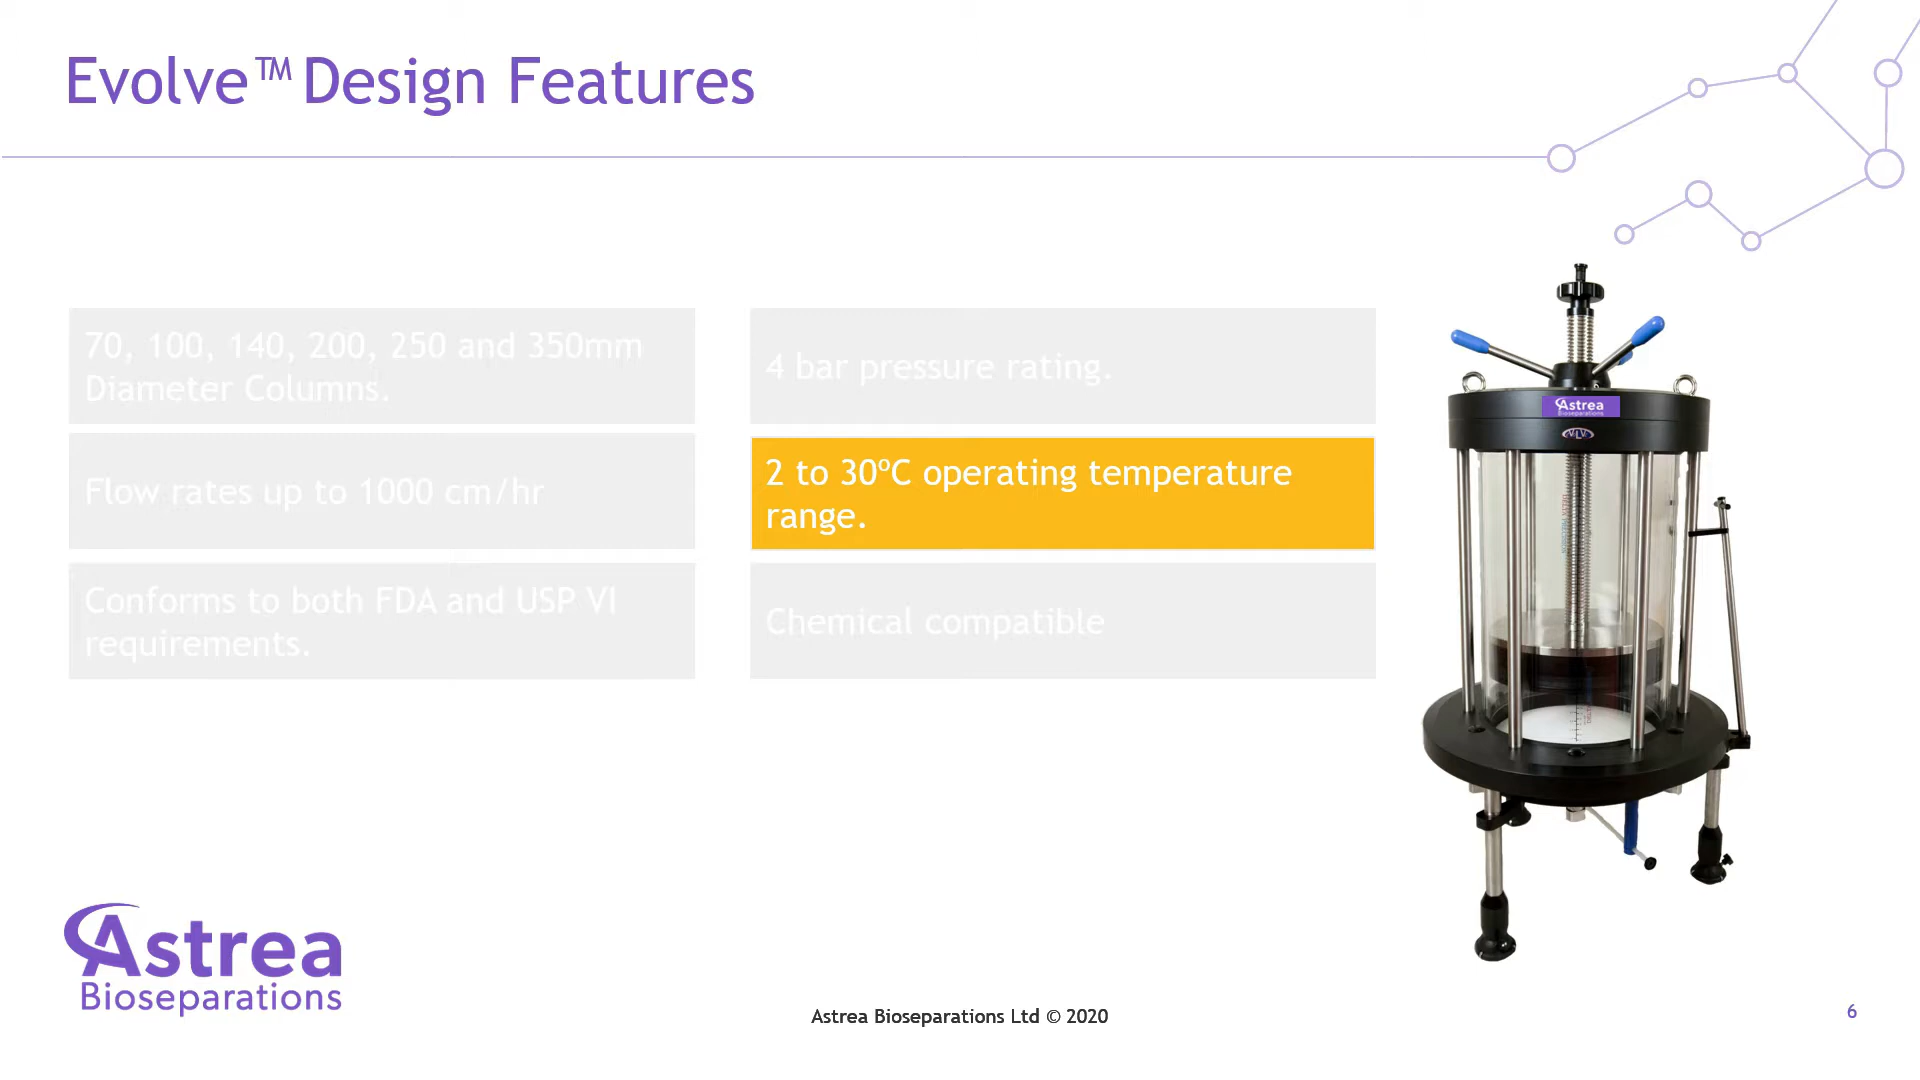 Evolve™ Design Features
70, 100, 140, 200, 250 and 350mm
Diameter Columns.
4 bar pressure rating.
Flow rates up to 1000 cm/hr
2 to 30ºC operating temperature
range.
Conforms to both FDA and USP VI
requirements.
Chemical compatible
Astrea
Bioseparations
Astrea
Bioseparations
Astrea Bioseparations Ltd © 2020
6